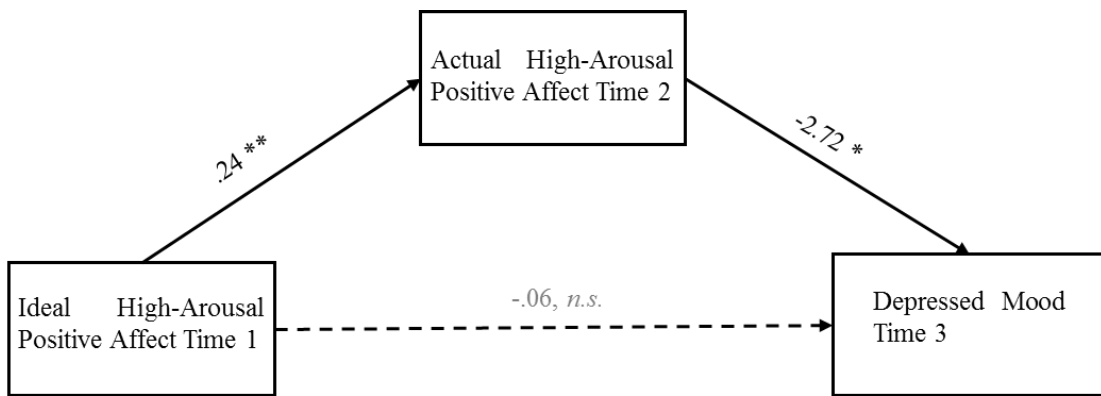 Actual High-Arousal
Positive Affect Time 2
.24 **
-2.72 *
Ideal High-Arousal
Positive Affect Time 1
-.06, n.s.
Depressed Mood
Time 3